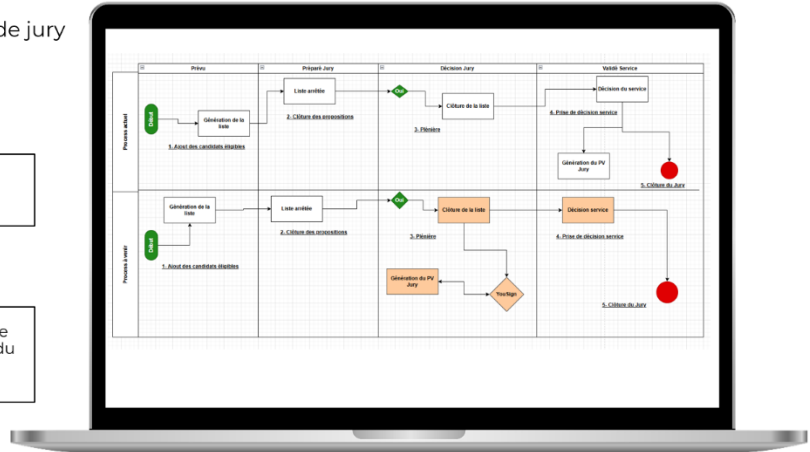 de jury
e
du
Prévu
Préparé Jury
Décision Jury
Validé Service
Process actuel
Début
Génération de la
liste
1- Ajout des candidats éligibles
Liste arrêtée
2- Clôture des propositions
Oui
Clôture de la liste
3- Plénière
Décision du service
4- Prise de décision service
Génération du PV
Jury
5- Clôture du Jury
Process à venir
Début
Génération de la
liste
1- Ajout des candidats éligibles
Liste arrêtée
2- Clôture des propositions
Oui
Clôture de la liste
3- Plénière
Génération du PV
Jury
YouSign
Décision service
4- Prise de décision service
5- Clôture du Jury